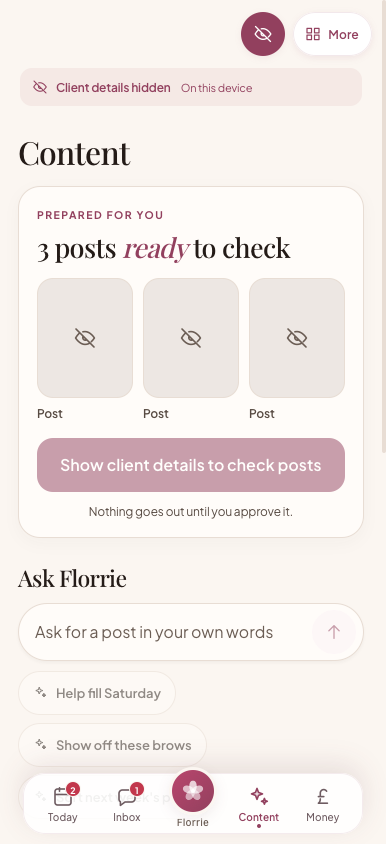 More
Client details hidden On this device
Content
PREPARED FOR YOU
3 posts ready to check
Post Post Post
Show client details to check posts
Nothing goes out until you approve it.
Ask Florrie
Ask for a post in your own words
Help fill Saturday
Show off these brows
2 1
Today Inbox Florrie Content £ Money